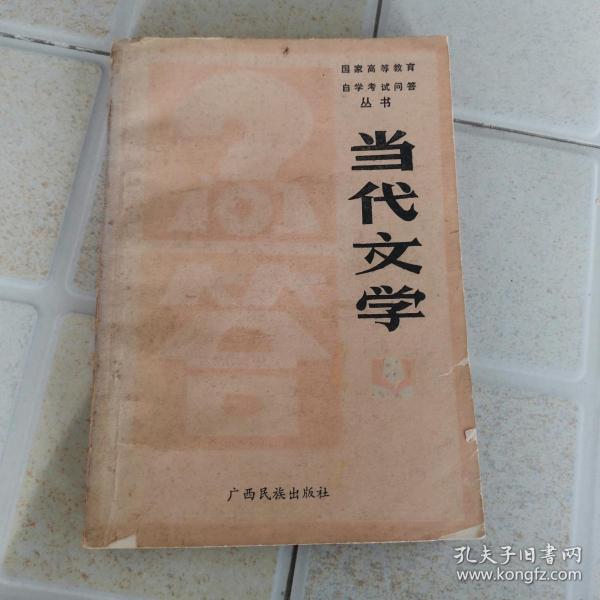 国家高等教育
自学考试问答
丛书
当代文学
答
广西民族出版社
孔夫子旧书网
www.kongfz.com